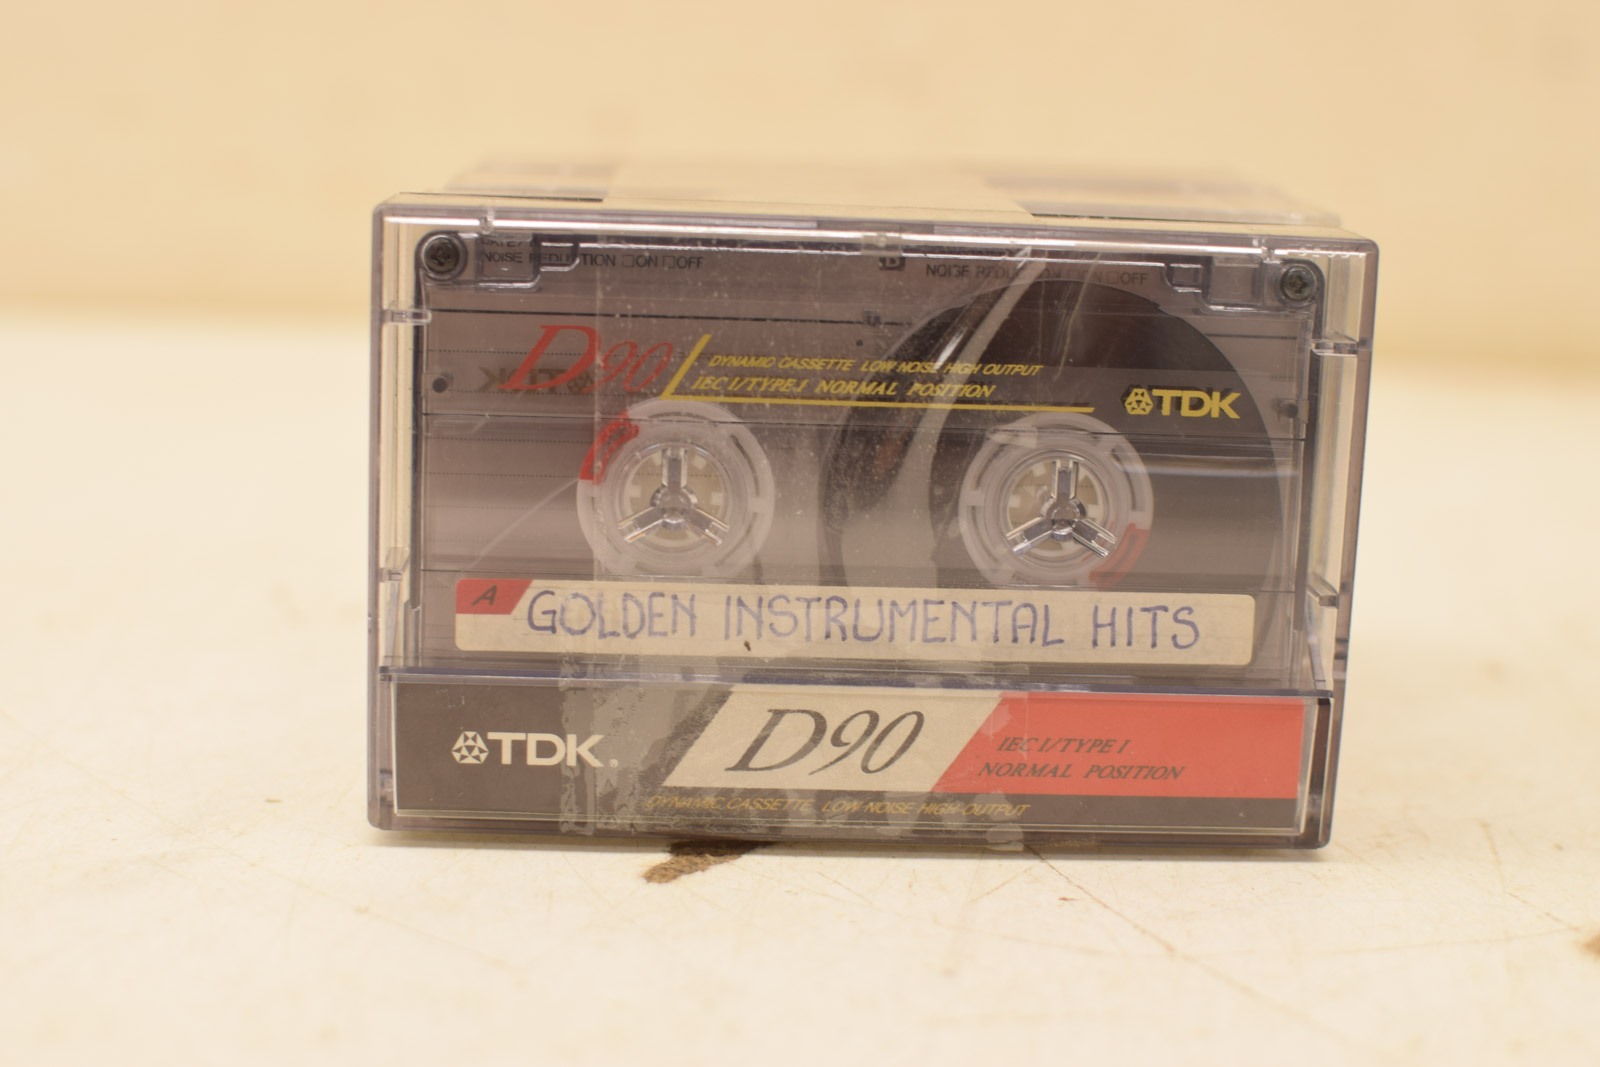 NOISE REDUCTION □ON □OFF
NOISE REDUCTION □ON □OFF
D90
DYNAMIC CASSETTE LOW NOISE HIGH OUTPUT
IEC I/TYPE I NORMAL POSITION
TDK
A GOLDEN INSTRUMENTAL HITS
TDK®
D90
IEC I/TYPE I
NORMAL POSITION
DYNAMIC CASSETTE LOW NOISE HIGH OUTPUT